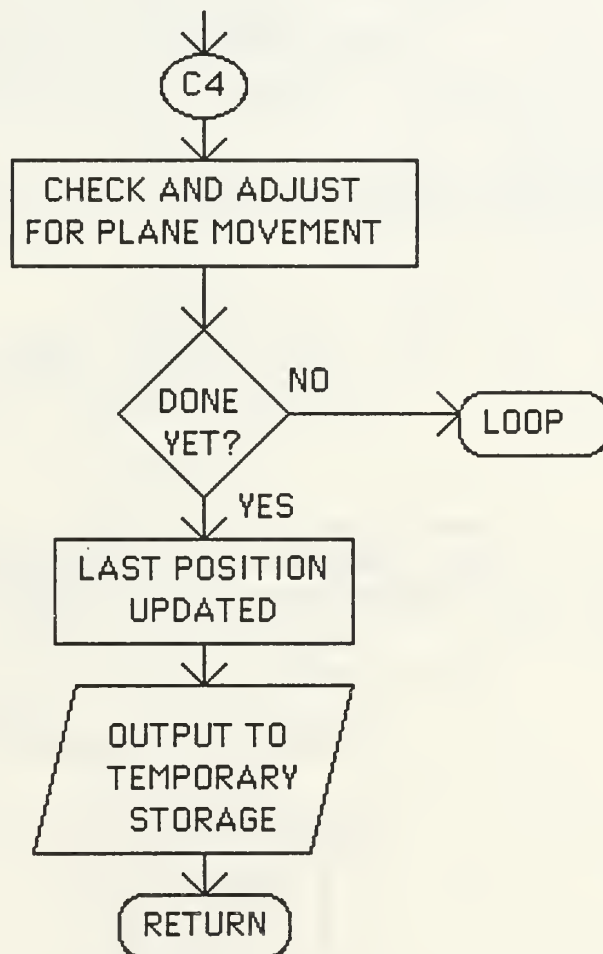 C4
CHECK AND ADJUST
FOR PLANE MOVEMENT
DONE
YET?
NO
LOOP
YES
LAST POSITION
UPDATED
OUTPUT TO
TEMPORARY
STORAGE
RETURN